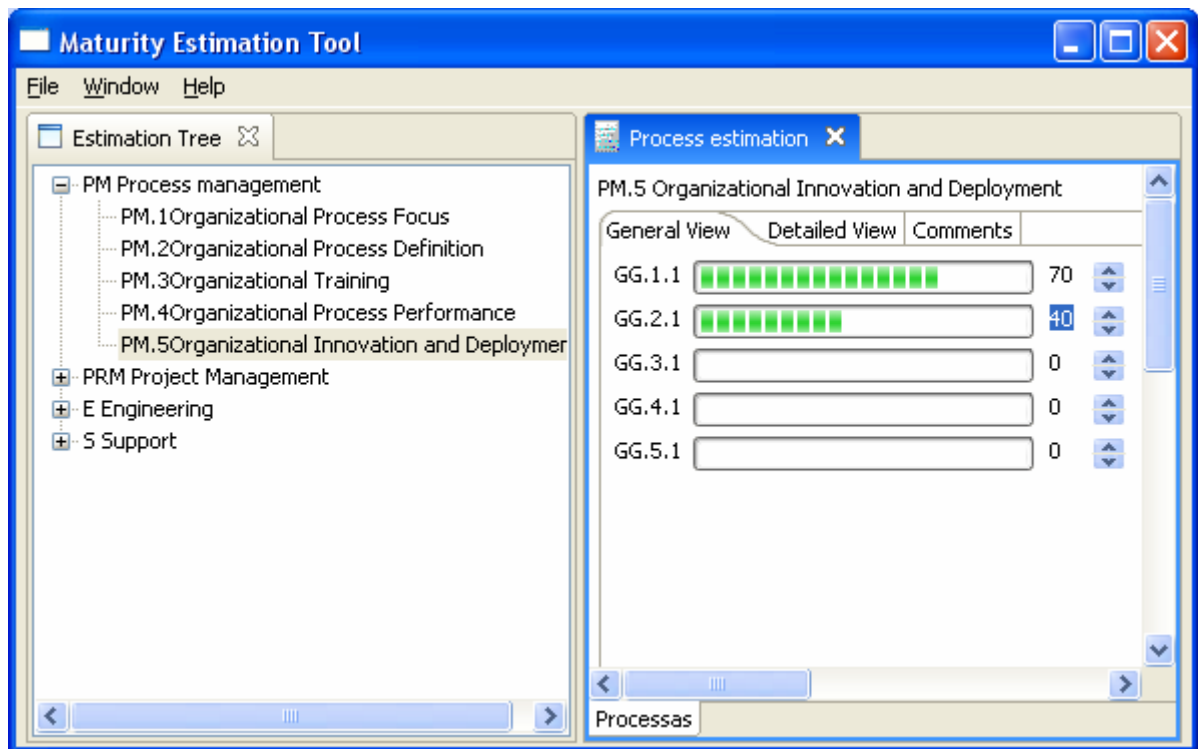 Maturity Estimation Tool
File Window Help
Estimation Tree
PM Process management
PM.1Organizational Process Focus
PM.2Organizational Process Definition
PM.3Organizational Training
PM.4Organizational Process Performance
PM.5Organizational Innovation and Deploymer
PRM Project Management
E Engineering
S Support
Process estimation
PM.5 Organizational Innovation and Deployment
General View Detailed View Comments
GG.1.1 70
GG.2.1 40
GG.3.1 0
GG.4.1 0
GG.5.1 0
Processas